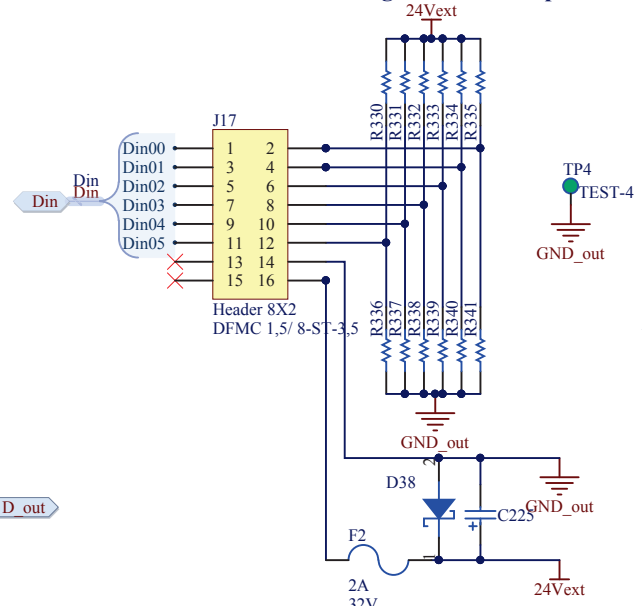 24Vext
R330
R331
R332
R333
R334
R335
J17
Din00 1 2
Din01 3 4
Din02 5 6
Din03 7 8
Din04 9 10
Din05 11 12
13 14
15 16
Din
Din
Din
TP4
TEST-4
GND_out
Header 8X2
DFMC 1,5/ 8-ST-3,5
R336
R337
R338
R339
R340
R341
GND_out
2
D38
C225
GND_out
D_out
F2
1
2A
24Vext
32V